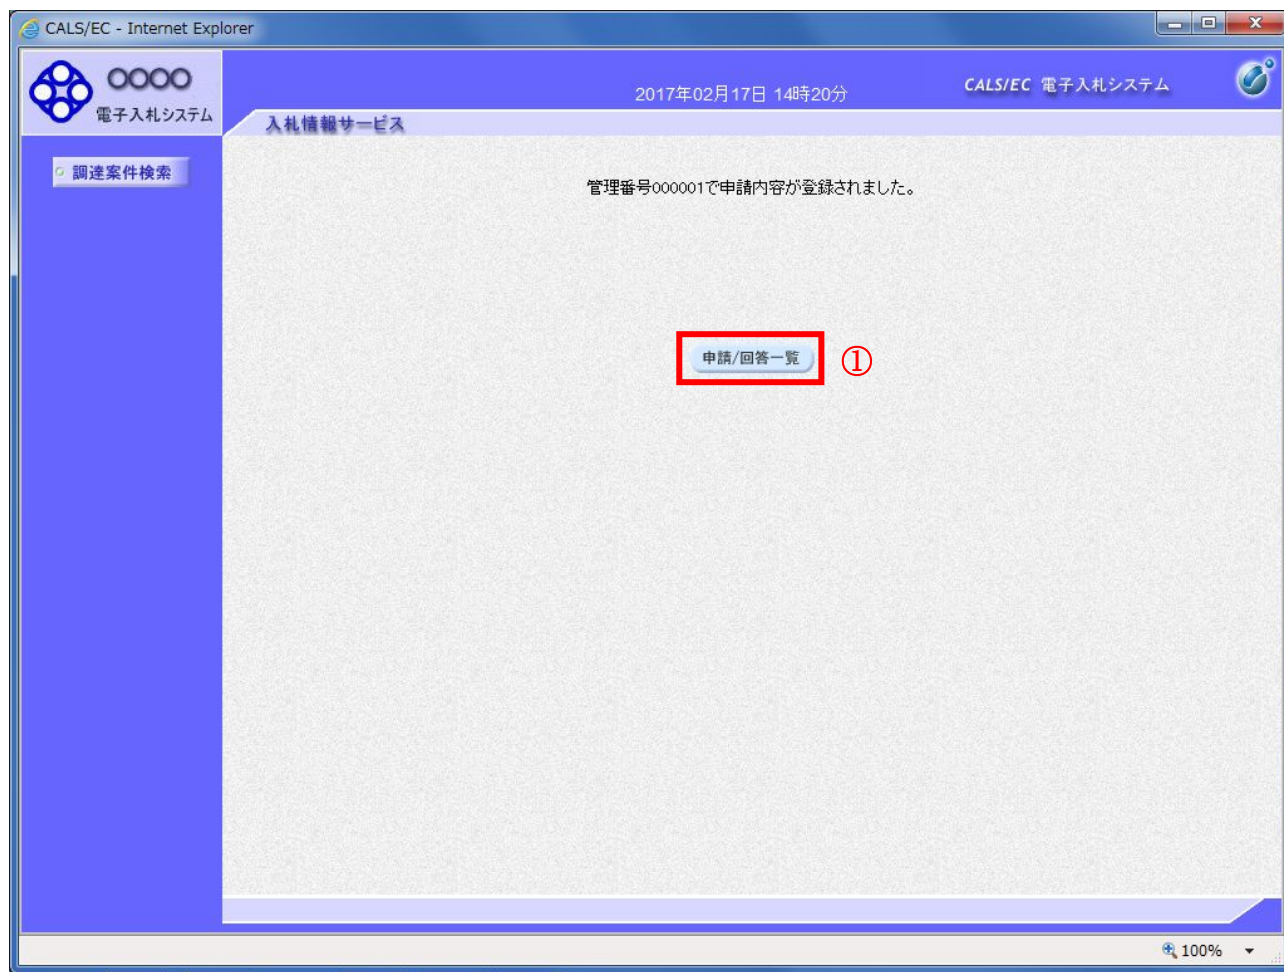 CALS/EC - Internet Explorer
○○○○
電子入札システム
2017年02月17日 14時20分
CALS/EC 電子入札システム
入札情報サービス
調達案件検索
管理番号000001で申請内容が登録されました。
申請/回答一覧
①
100%